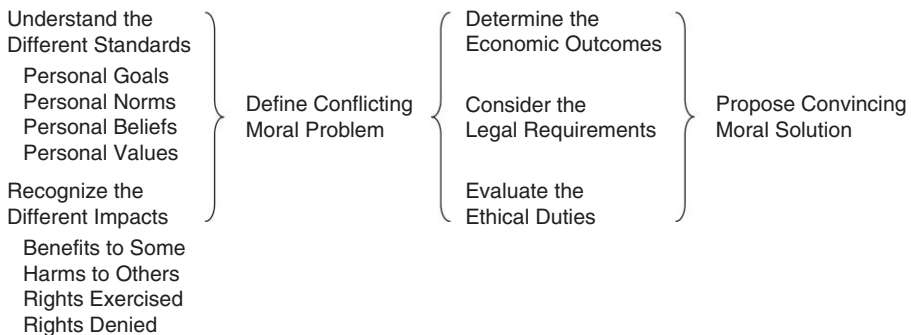 Understand the
Different Standards
Personal Goals
Personal Norms
Personal Beliefs
Personal Values
Recognize the
Different Impacts
Benefits to Some
Harms to Others
Rights Exercised
Rights Denied
Define Conflicting
Moral Problem
Determine the
Economic Outcomes
Consider the
Legal Requirements
Evaluate the
Ethical Duties
Propose Convincing
Moral Solution